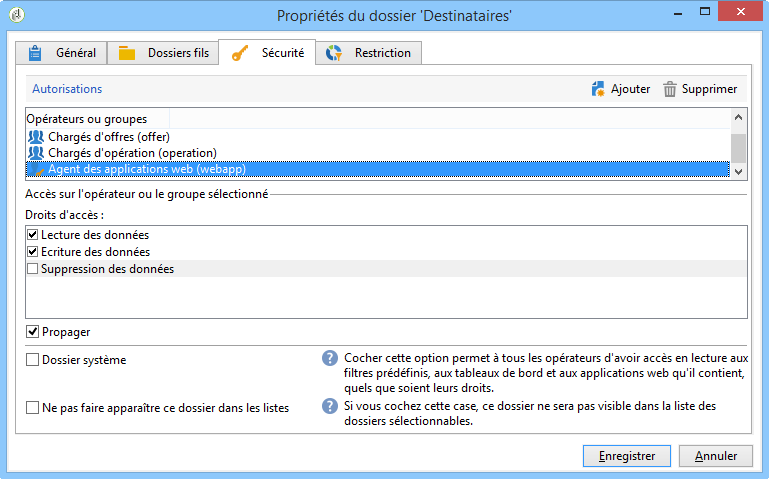 Propriétés du dossier 'Destinataires'
Général
Dossiers fils
Sécurité
Restriction
Autorisations
Ajouter
Supprimer
Opérateurs ou groupes
Chargés d'offres (offer)
Chargés d'opération (operation)
Agent des applications web (webapp)
Accès sur l'opérateur ou le groupe sélectionné
Droits d'accès :
Lecture des données
Ecriture des données
Suppression des données
Propager
Dossier système
Cocher cette option permet à tous les opérateurs d'avoir accès en lecture aux
filtres prédéfinis, aux tableaux de bord et aux applications web qu'il contient,
quels que soient leurs droits.
Ne pas faire apparaître ce dossier dans les listes
Si vous cochez cette case, ce dossier ne sera pas visible dans la liste des
dossiers sélectionnables.
Enregistrer
Annuler